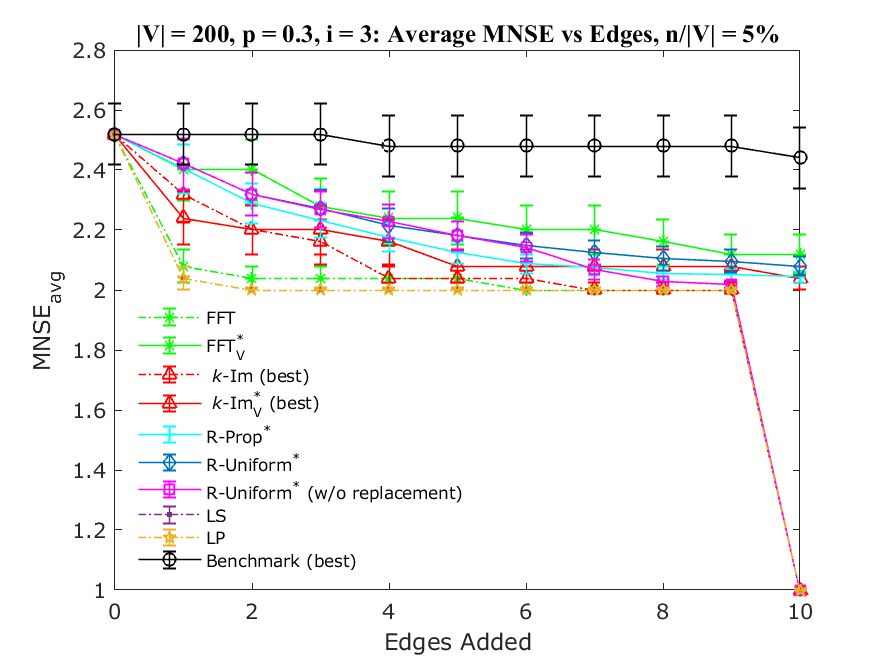 |V| = 200, p = 0.3, i = 3: Average MNSE vs Edges, n/|V| = 5%
2.8
2.6
2.4
2.2
2
1.8
1.6
1.4
1.2
1
MNSE_avg
FFT
FFT*_V
k-Im (best)
k-Im*_V (best)
R-Prop*
R-Uniform*
R-Uniform* (w/o replacement)
LS
LP
Benchmark (best)
0 2 4 6 8 10
Edges Added